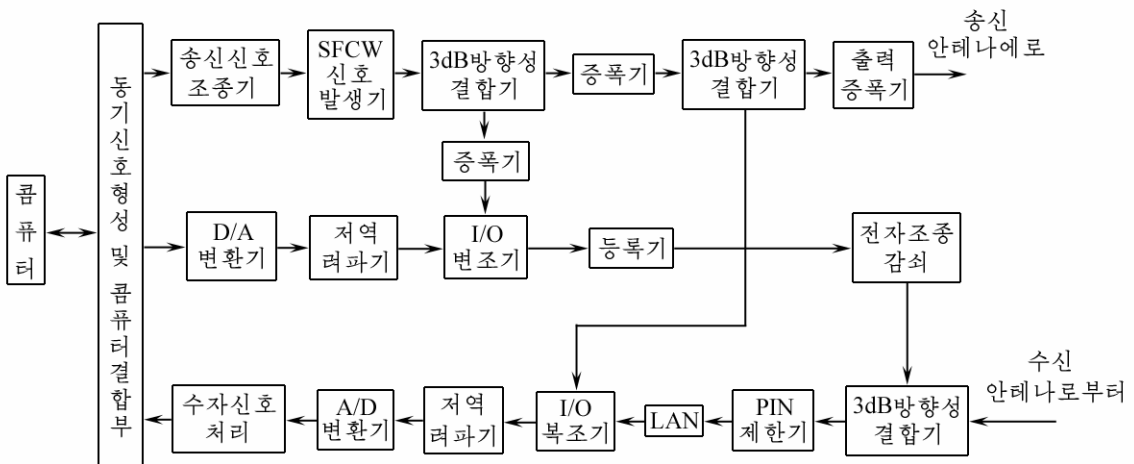 송신
안테나에로
송신신호
조종기
SFCW
신호
발생기
3dB방향성
결합기
증폭기
3dB방향성
결합기
출력
증폭기
증폭기
콤퓨터
동기신호형성 및 콤퓨터결합부
D/A
변환기
저역
려파기
I/O
변조기
등록기
전자조종
감쇠
수신
안테나로부터
수자신호
처리
A/D
변환기
저역
려파기
I/O
복조기
LAN
PIN
제한기
3dB방향성
결합기